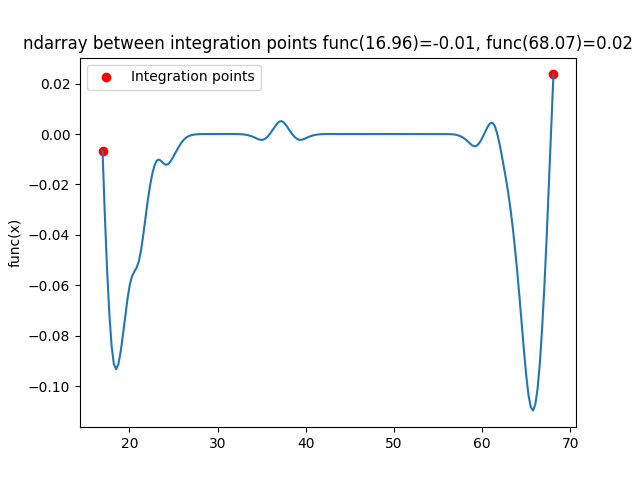 ndarray between integration points func(16.96)=-0.01, func(68.07)=0.02
Integration points
0.02
0.00
−0.02
−0.04
−0.06
−0.08
−0.10
func(x)
20 30 40 50 60 70